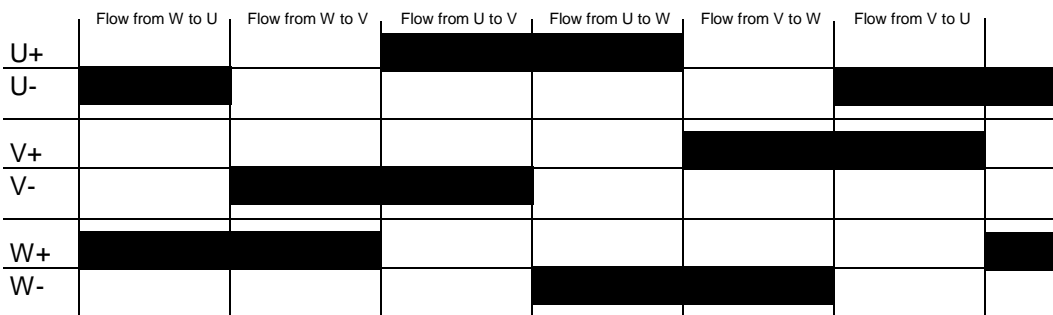 Flow from W to U Flow from W to V Flow from U to V Flow from U to W Flow from V to W Flow from V to U
U+
U-
V+
V-
W+
W-